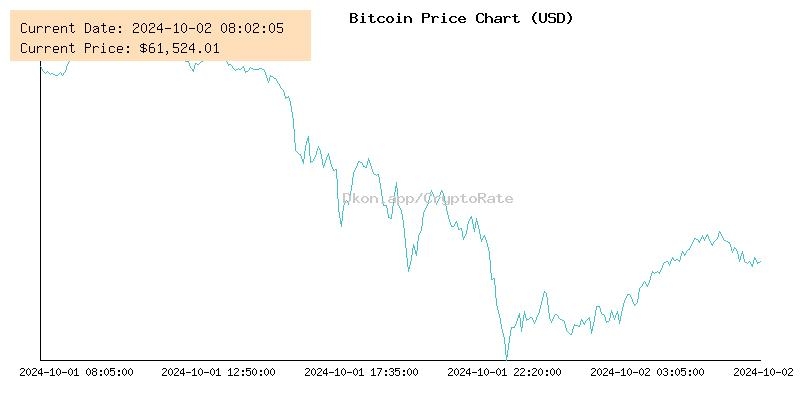 Bitcoin Price Chart (USD)
Current Date: 2024-10-02 08:02:05
Current Price: $61,524.01
Dkon.app/CryptoRate
2024-10-01 08:05:00 2024-10-01 12:50:00 2024-10-01 17:35:00 2024-10-01 22:20:00 2024-10-02 03:05:00 2024-10-02